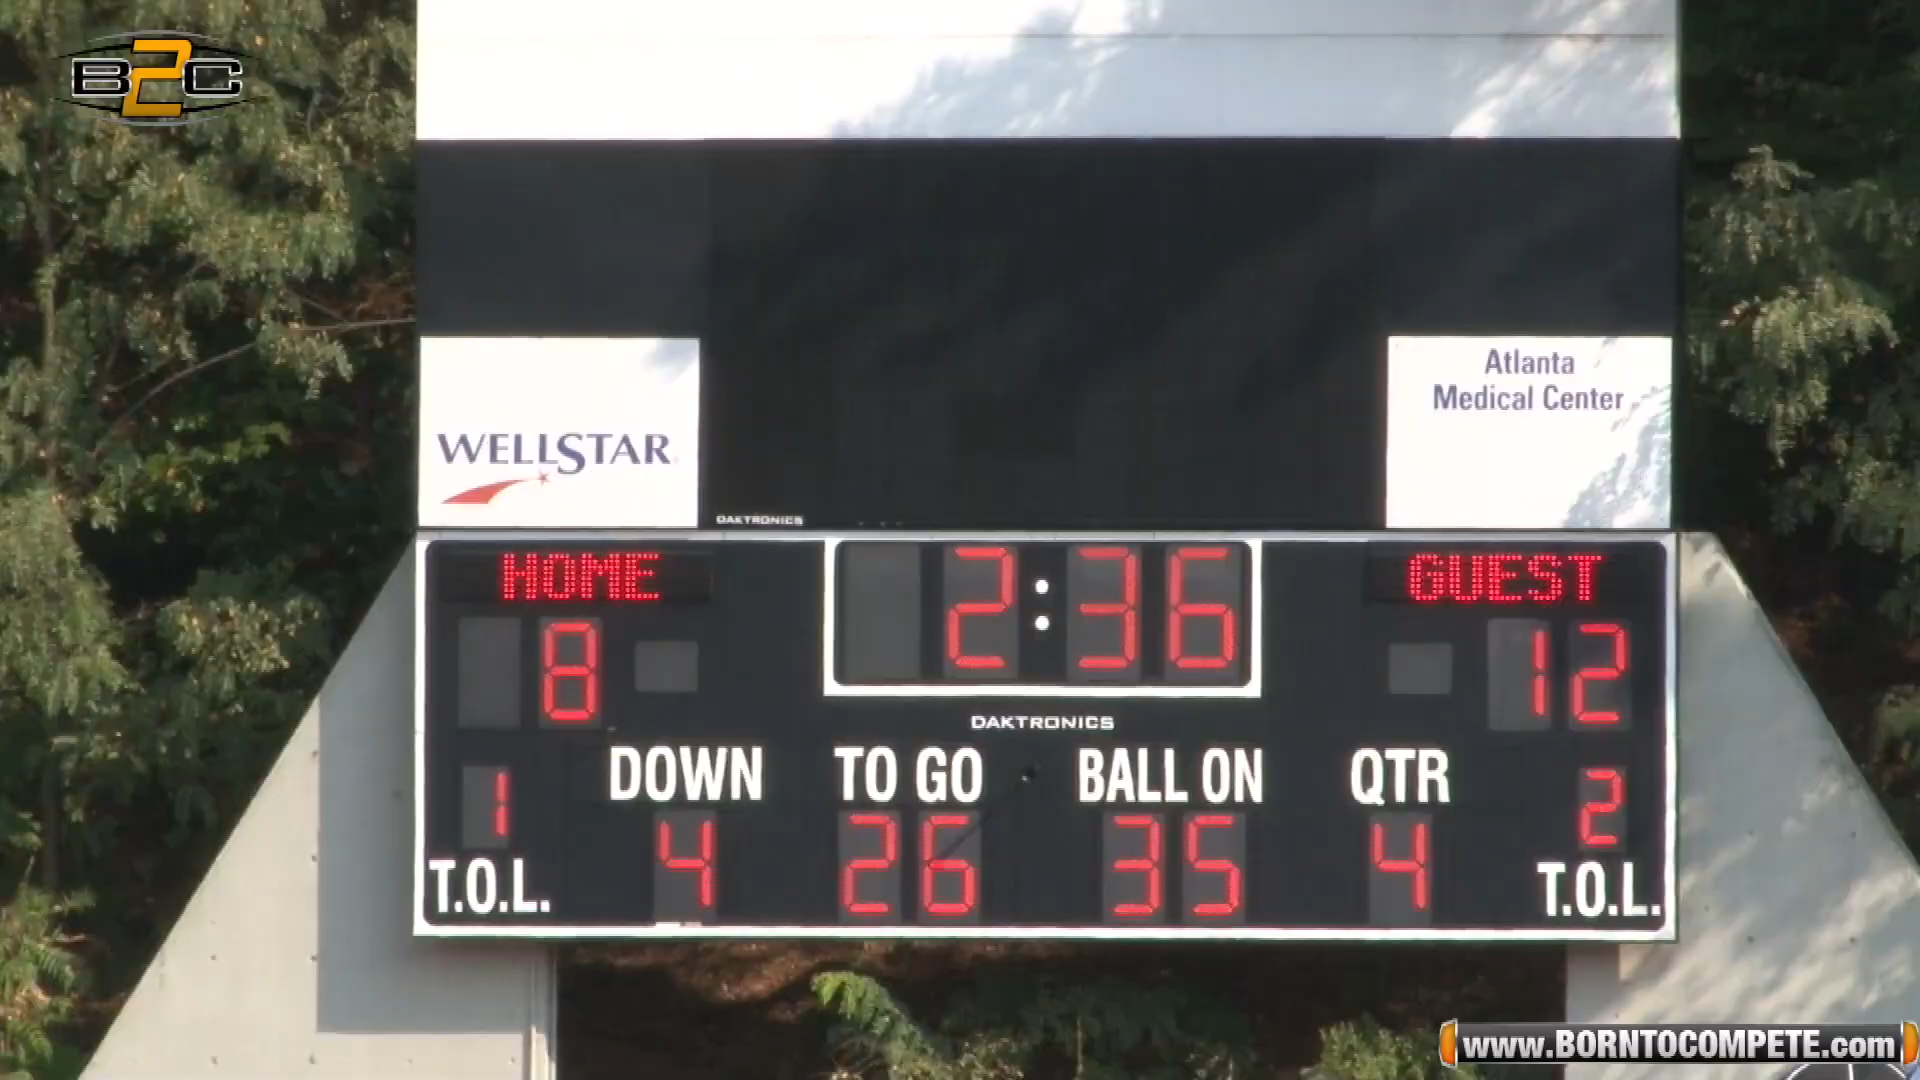 B2C
Atlanta
Medical Center
WELLSTAR
DAKTRONICS
HOME 2:36 GUEST
8 12
DAKTRONICS
DOWN TO GO BALL ON QTR
1 4 26 35 4 2
T.O.L. T.O.L.
www.BORNTOCOMPETE.com